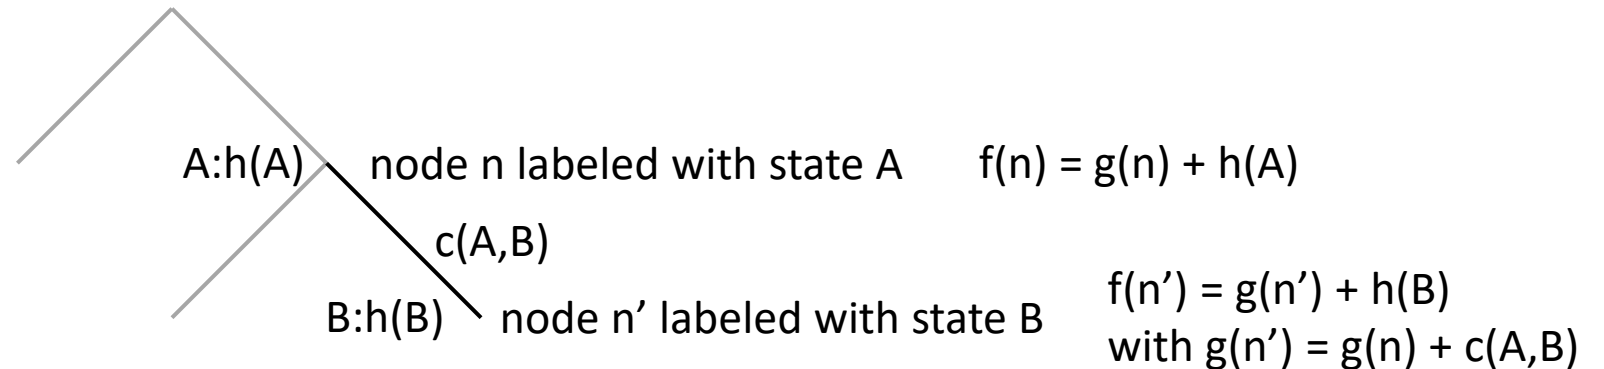 A:h(A) node n labeled with state A f(n) = g(n) + h(A)
c(A,B)
B:h(B) node n’ labeled with state B
f(n’) = g(n’) + h(B)
with g(n’) = g(n) + c(A,B)